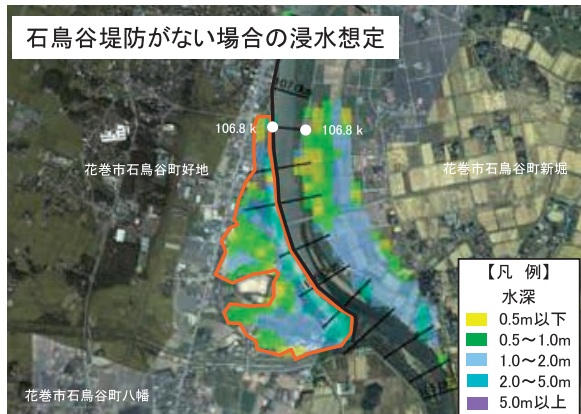 石鳥谷堤防がない場合の浸水想定
106.8 k
106.8 k
花巻市石鳥谷町好地
花巻市石鳥谷町新堀
【凡 例】
水深
0.5m以下
0.5～1.0m
1.0～2.0m
2.0～5.0m
5.0m以上
花巻市石鳥谷町八幡